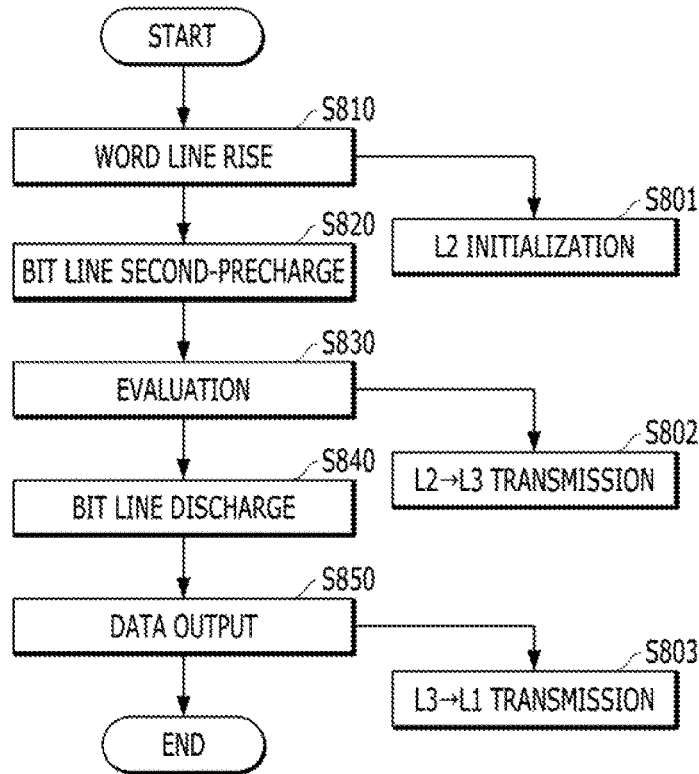 START
S810
WORD LINE RISE
S801
L2 INITIALIZATION
S820
BIT LINE SECOND-PRECHARGE
S830
EVALUATION
S802
L2→L3 TRANSMISSION
S840
BIT LINE DISCHARGE
S850
DATA OUTPUT
S803
L3→L1 TRANSMISSION
END